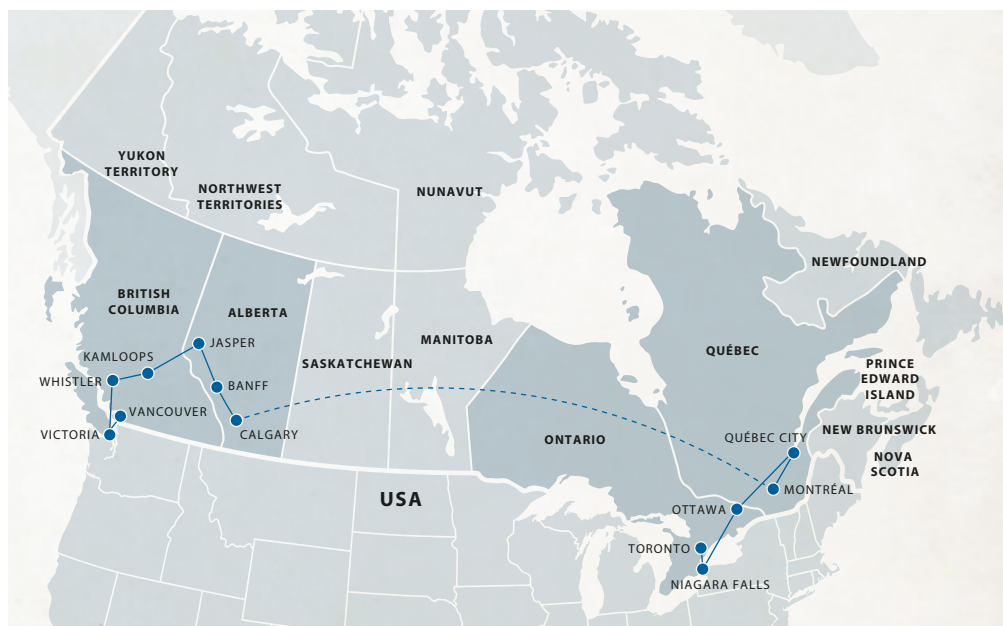 YUKON
TERRITORY
NORTHWEST
TERRITORIES
NUNAVUT
NEWFOUNDLAND
BRITISH
COLUMBIA
ALBERTA
JASPER
MANITOBA
QUÉBEC
KAMLOOPS
SASKATCHEWAN
PRINCE
EDWARD
ISLAND
WHISTLER
BANFF
VANCOUVER
VICTORIA
CALGARY
ONTARIO
QUÉBEC CITY
NEW BRUNSWICK
NOVA
SCOTIA
USA
MONTRÉAL
OTTAWA
TORONTO
NIAGARA FALLS